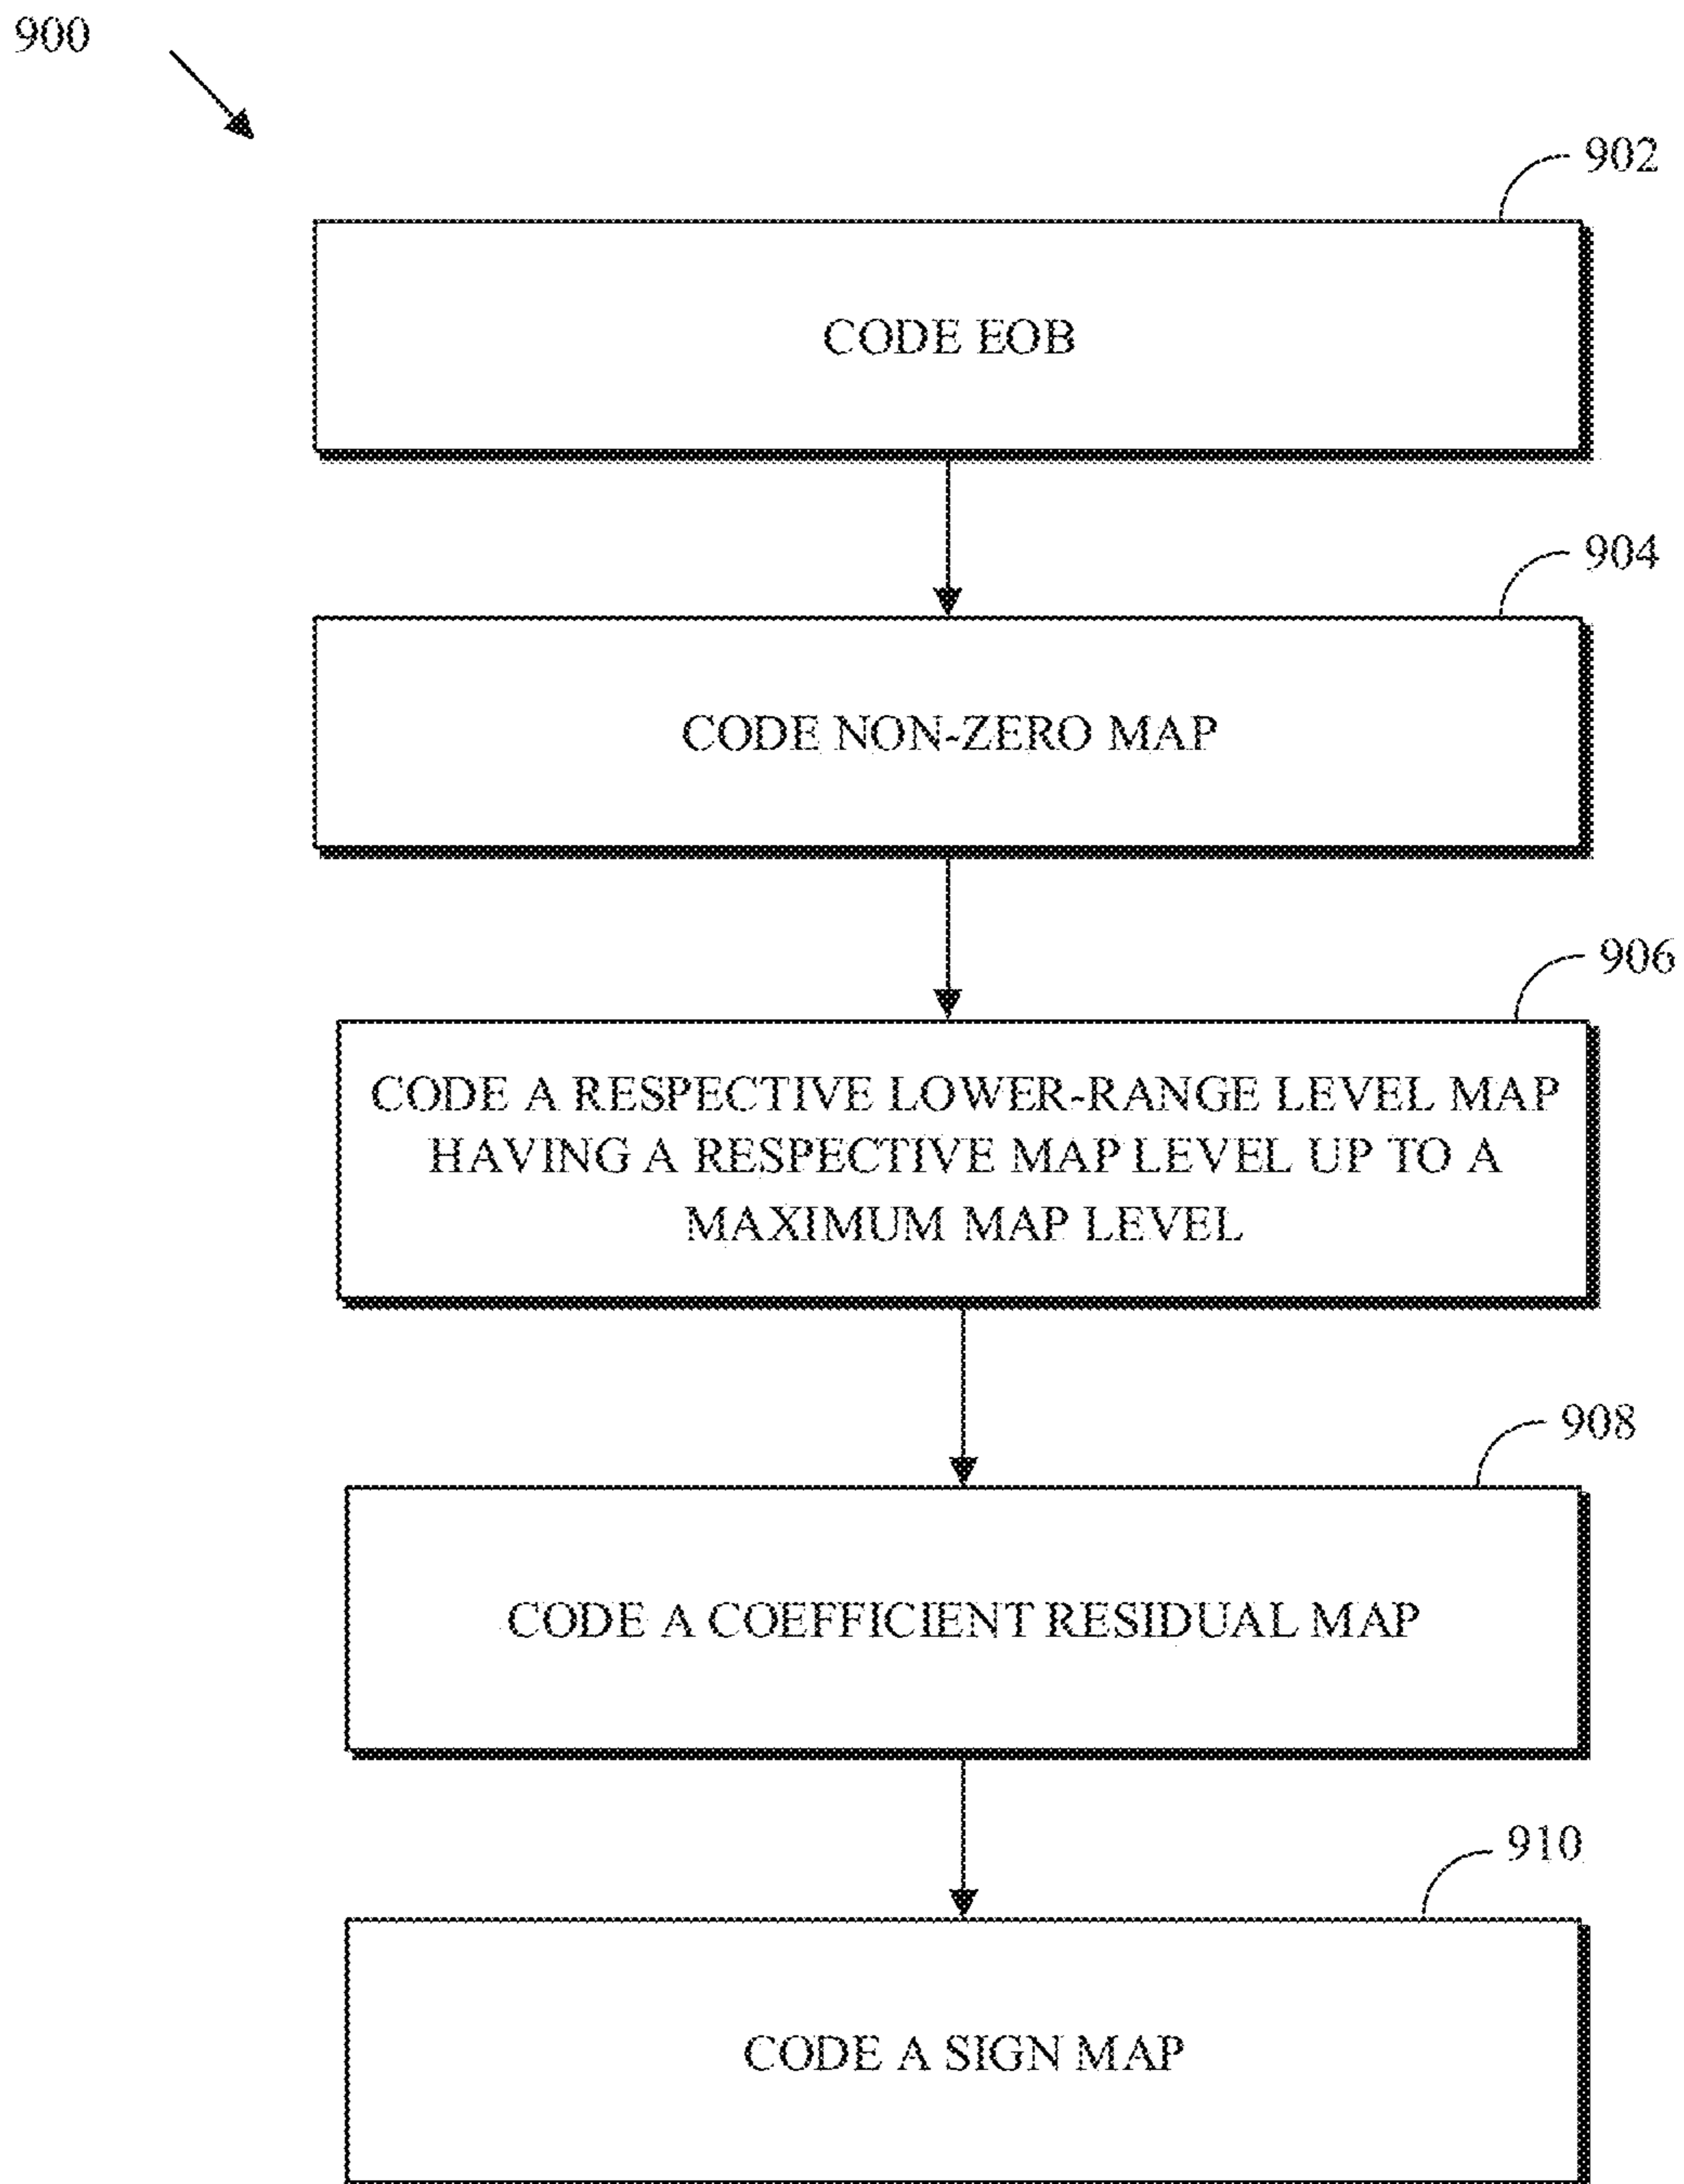 900
902
CODE EOB
904
CODE NON-ZERO MAP
906
CODE A RESPECTIVE LOWER-RANGE LEVEL MAP
HAVING A RESPECTIVE MAP LEVEL UP TO A
MAXIMUM MAP LEVEL
908
CODE A COEFFICIENT RESIDUAL MAP
910
CODE A SIGN MAP